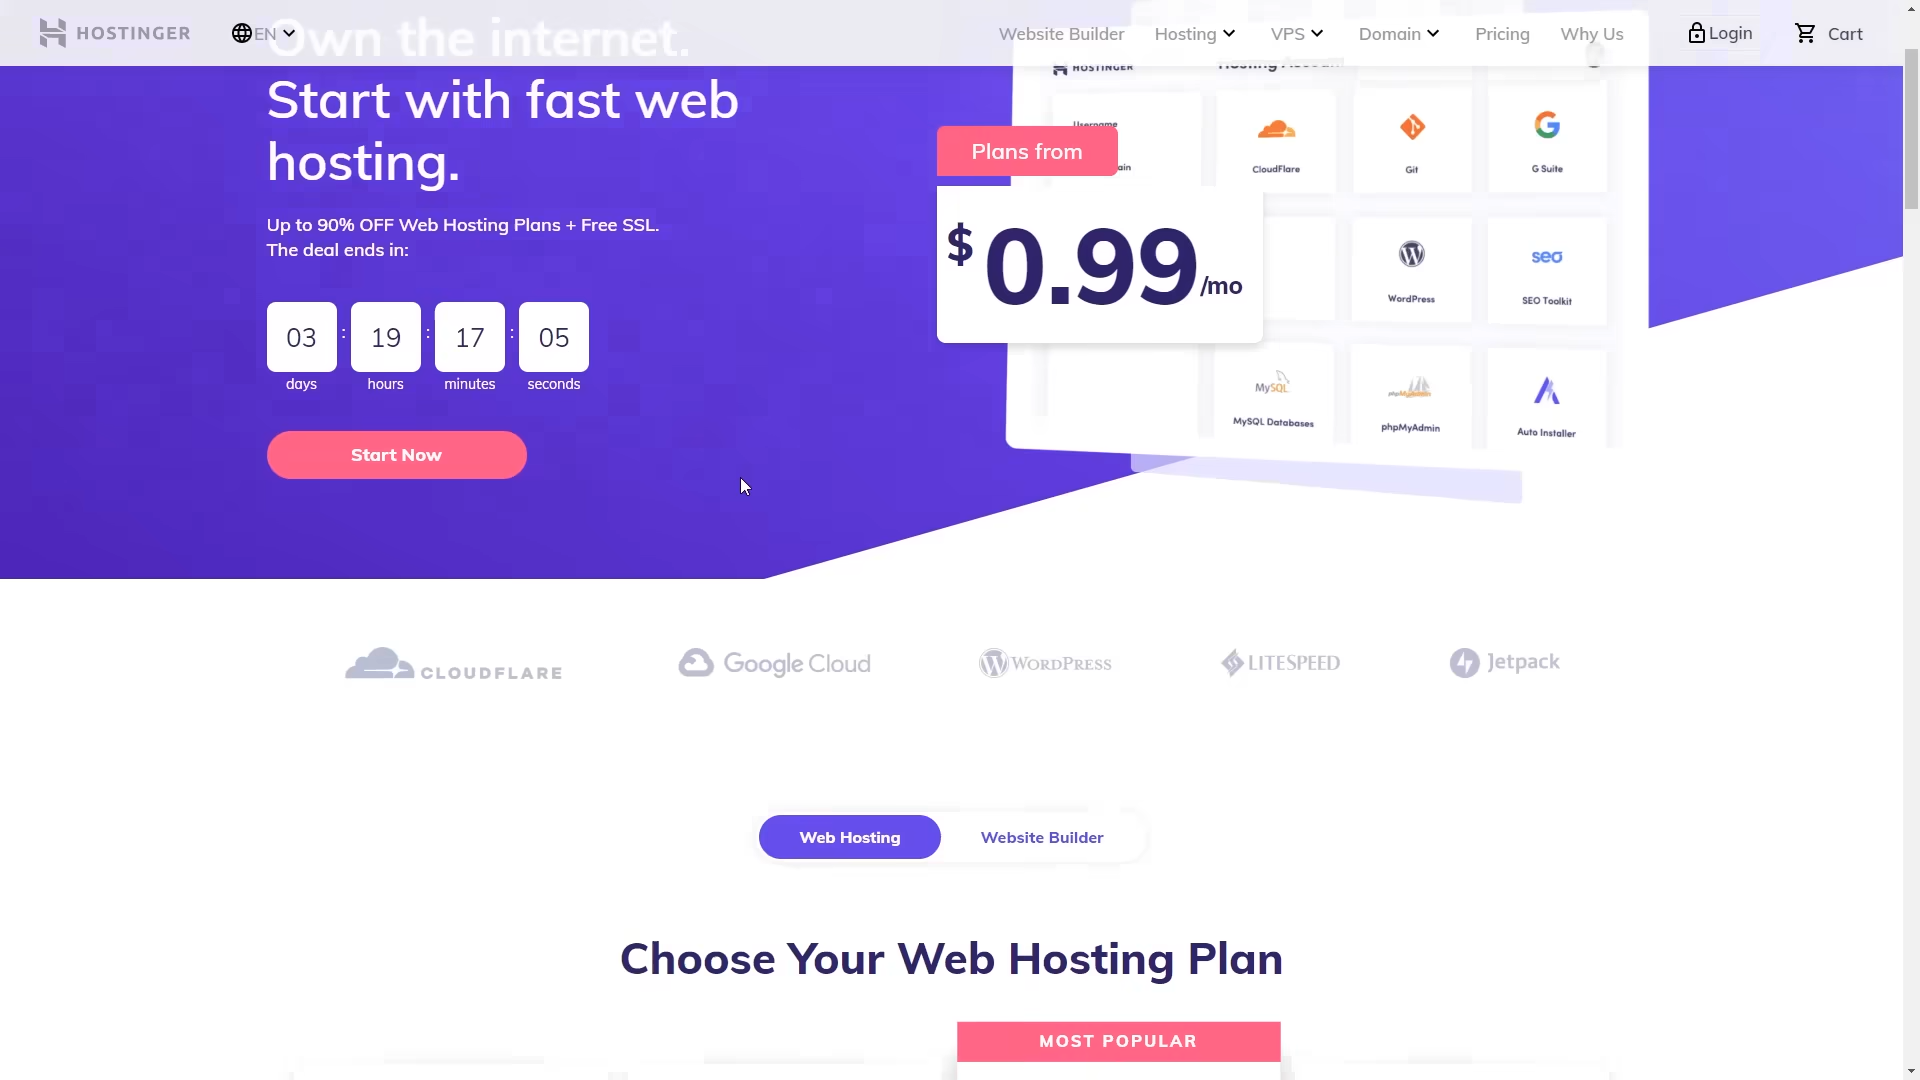 HOSTINGER
EN
Website Builder
Hosting
VPS
Domain
Pricing
Why Us
Login
Cart
Own the internet.
Start with fast web
hosting.
Up to 90% OFF Web Hosting Plans + Free SSL.
The deal ends in:
03 : 19 : 17 : 05
days hours minutes seconds
Start Now
HOSTINGER
Hosting Account
Username
Plans from
$0.99/mo
CloudFlare
Git
G Suite
WordPress
SEO
SEO Toolkit
MySQL
MySQL Databases
phpMyAdmin
phpMyAdmin
Auto Installer
CLOUDFLARE
Google Cloud
WORDPRESS
LITESPEED
Jetpack
Web Hosting
Website Builder
Choose Your Web Hosting Plan
MOST POPULAR